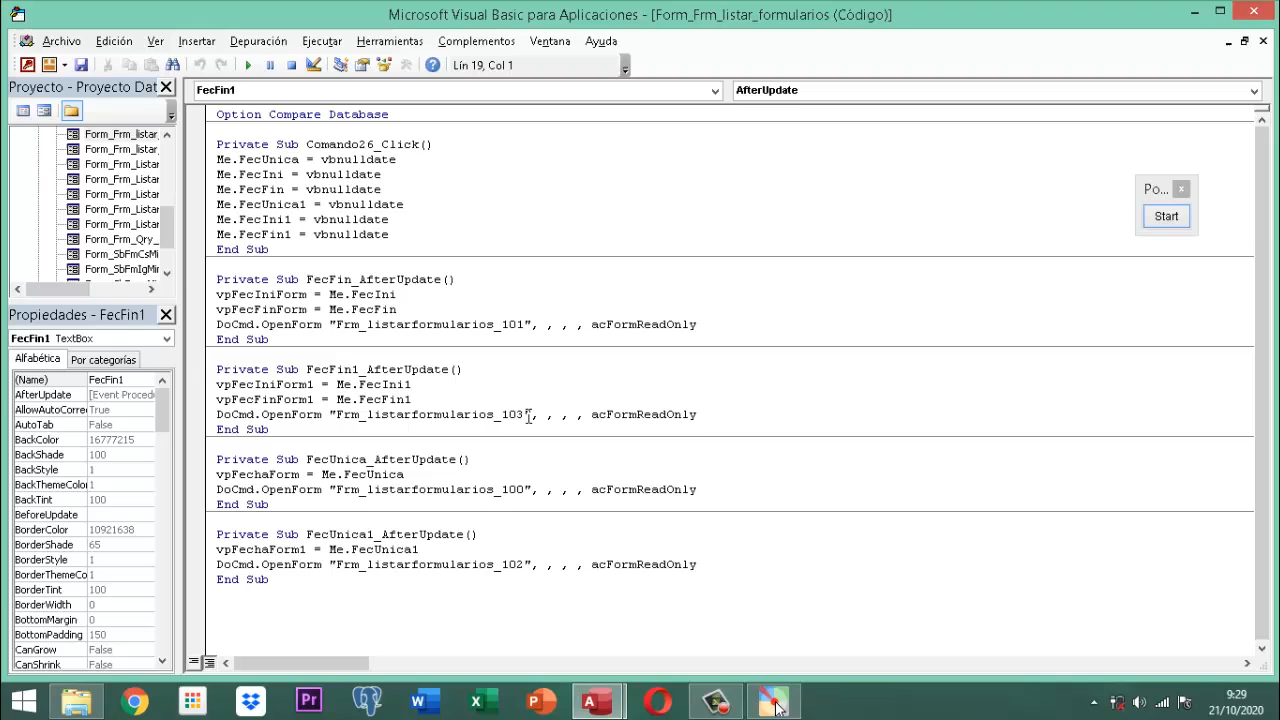 Microsoft Visual Basic para Aplicaciones - [Form_Frm_listar_formularios (Código)]
Archivo Edición Ver Insertar Depuración Ejecutar Herramientas Complementos Ventana Ayuda
Lín 19, Col 1
Proyecto - Proyecto Dat
Form_Frm_listar_
Form_Frm_listar_
Form_Frm_Listar
Form_Frm_Listar
Form_Frm_Listar
Form_Frm_Listar
Form_Frm_Listar
Form_Frm_Qry_
Form_SbFmCsMi
Form_SbFmIgMir
Propiedades - FecFin1
FecFin1 TextBox
Alfabética Por categorías
(Name) FecFin1
AfterUpdate [Event Procedu
AllowAutoCorre True
AutoTab False
BackColor 16777215
BackShade 100
BackStyle 1
BackThemeColor 1
BackTint 100
BeforeUpdate
BorderColor 10921638
BorderShade 65
BorderStyle 1
BorderThemeCo 1
BorderTint 100
BorderWidth 0
BottomMargin 0
BottomPadding 150
CanGrow False
CanShrink False
FecFin1 AfterUpdate
Option Compare Database
Private Sub Comando26_Click()
Me.FecUnica = vbnulldate
Me.FecIni = vbnulldate
Me.FecFin = vbnulldate
Me.FecUnica1 = vbnulldate
Me.FecIni1 = vbnulldate
Me.FecFin1 = vbnulldate
End Sub
Private Sub FecFin_AfterUpdate()
vpFecIniForm = Me.FecIni
vpFecFinForm = Me.FecFin
DoCmd.OpenForm "Frm_listarformularios_101", , , , acFormReadOnly
End Sub
Private Sub FecFin1_AfterUpdate()
vpFecIniForm1 = Me.FecIni1
vpFecFinForm1 = Me.FecFin1
DoCmd.OpenForm "Frm_listarformularios_103", , , , acFormReadOnly
End Sub
Private Sub FecUnica_AfterUpdate()
vpFechaForm = Me.FecUnica
DoCmd.OpenForm "Frm_listarformularios_100", , , , acFormReadOnly
End Sub
Private Sub FecUnica1_AfterUpdate()
vpFechaForm1 = Me.FecUnica1
DoCmd.OpenForm "Frm_listarformularios_102", , , , acFormReadOnly
End Sub
Po...
Start
Pr
9:29
21/10/2020